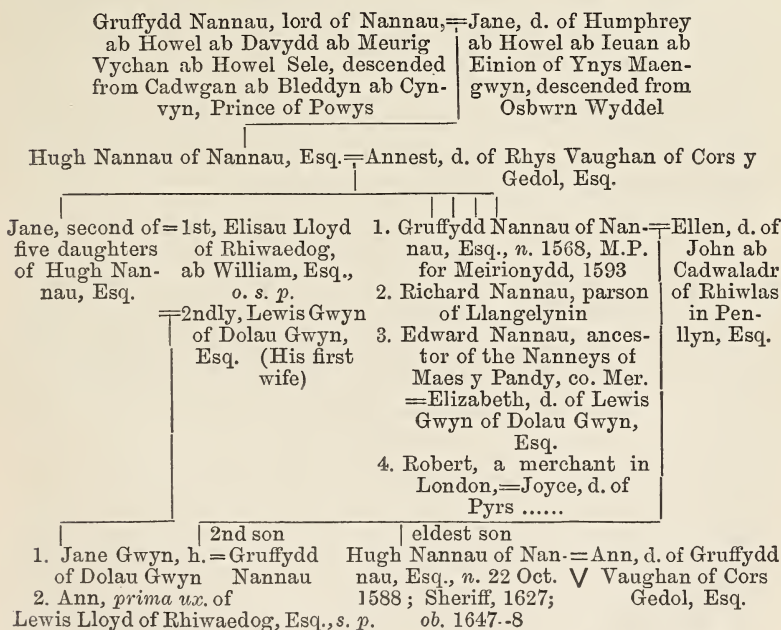 Gruffydd Nannau, lord of Nannau,=Jane, d. of Humphrey
ab Howel ab Davydd ab Meurig
Vychan ab Howel Sele, descended
from Cadwgan ab Bleddyn ab Cyn-
vyn, Prince of Powys
ab Howel ab Ieuan ab
Einion of Ynys Maen-
gwyn, descended from
Osbwrn Wyddel
Hugh Nannau of Nannau, Esq.=Annest, d. of Rhys Vaughan of Cors y
Gedol, Esq.
Jane, second of
five daughters
of Hugh Nan-
nau, Esq.
=1st, Elisau Lloyd
of Rhiwaedog,
ab William, Esq.,
o. s. p.
=2ndly, Lewis Gwyn
of Dolau Gwyn,
Esq. (His first
wife)
1. Gruffydd Nannau of Nan-
nau, Esq., n. 1568, M.P.
for Meirionydd, 1593
2. Richard Nannau, parson
of Llangelynin
3. Edward Nannau, ances-
tor of the Nanneys of
Maes y Pandy, co. Mer.
=Elizabeth, d. of Lewis
Gwyn of Dolau Gwyn,
Esq.
4. Robert, a merchant in
London,=Joyce, d. of
Pyrs ......
=Ellen, d. of
John ab
Cadwaladr
of Rhiwlas
in Pen-
llyn, Esq.
1. Jane Gwyn, h.
of Dolau Gwyn
2. Ann, prima ux. of
Lewis Lloyd of Rhiwaedog, Esq., s. p.
2nd son
=Gruffydd
Nannau
eldest son
Hugh Nannau of Nan-
nau, Esq., n. 22 Oct.
1588; Sheriff, 1627;
ob. 1647--8
=Ann, d. of Gruffydd
V Vaughan of Cors
Gedol, Esq.